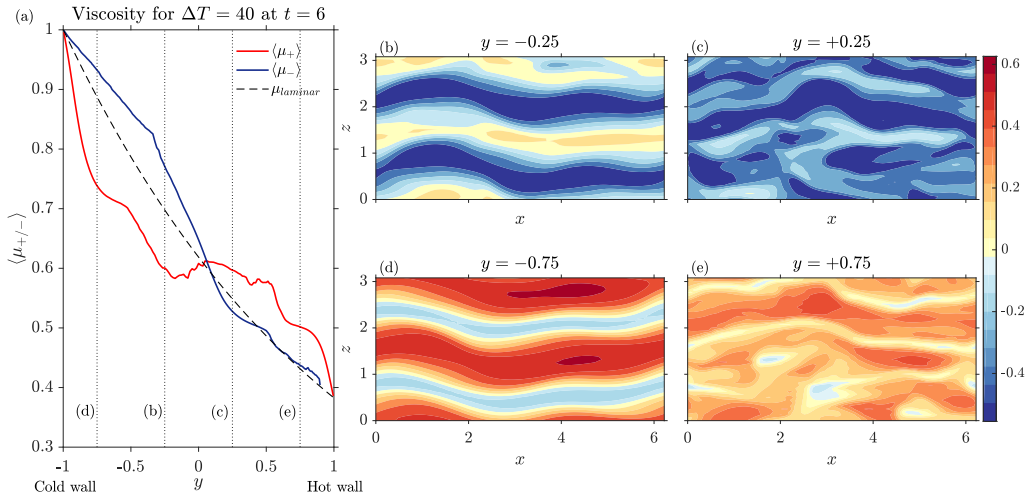 (a)
Viscosity for ΔT = 40 at t = 6
⟨μ₊⟩
⟨μ₋⟩
μ_laminar
⟨μ₊/₋⟩
1
0.9
0.8
0.7
0.6
0.5
0.4
0.3
(d)
(b)
(c)
(e)
-1
-0.5
0
0.5
1
Cold wall
y
Hot wall
(b)
y = −0.25
z
3
2
1
0
x
(c)
y = +0.25
x
(d)
y = −0.75
z
3
2
1
0
0
2
4
6
x
(e)
y = +0.75
0
2
4
6
x
0.6
0.4
0.2
0
-0.2
-0.4